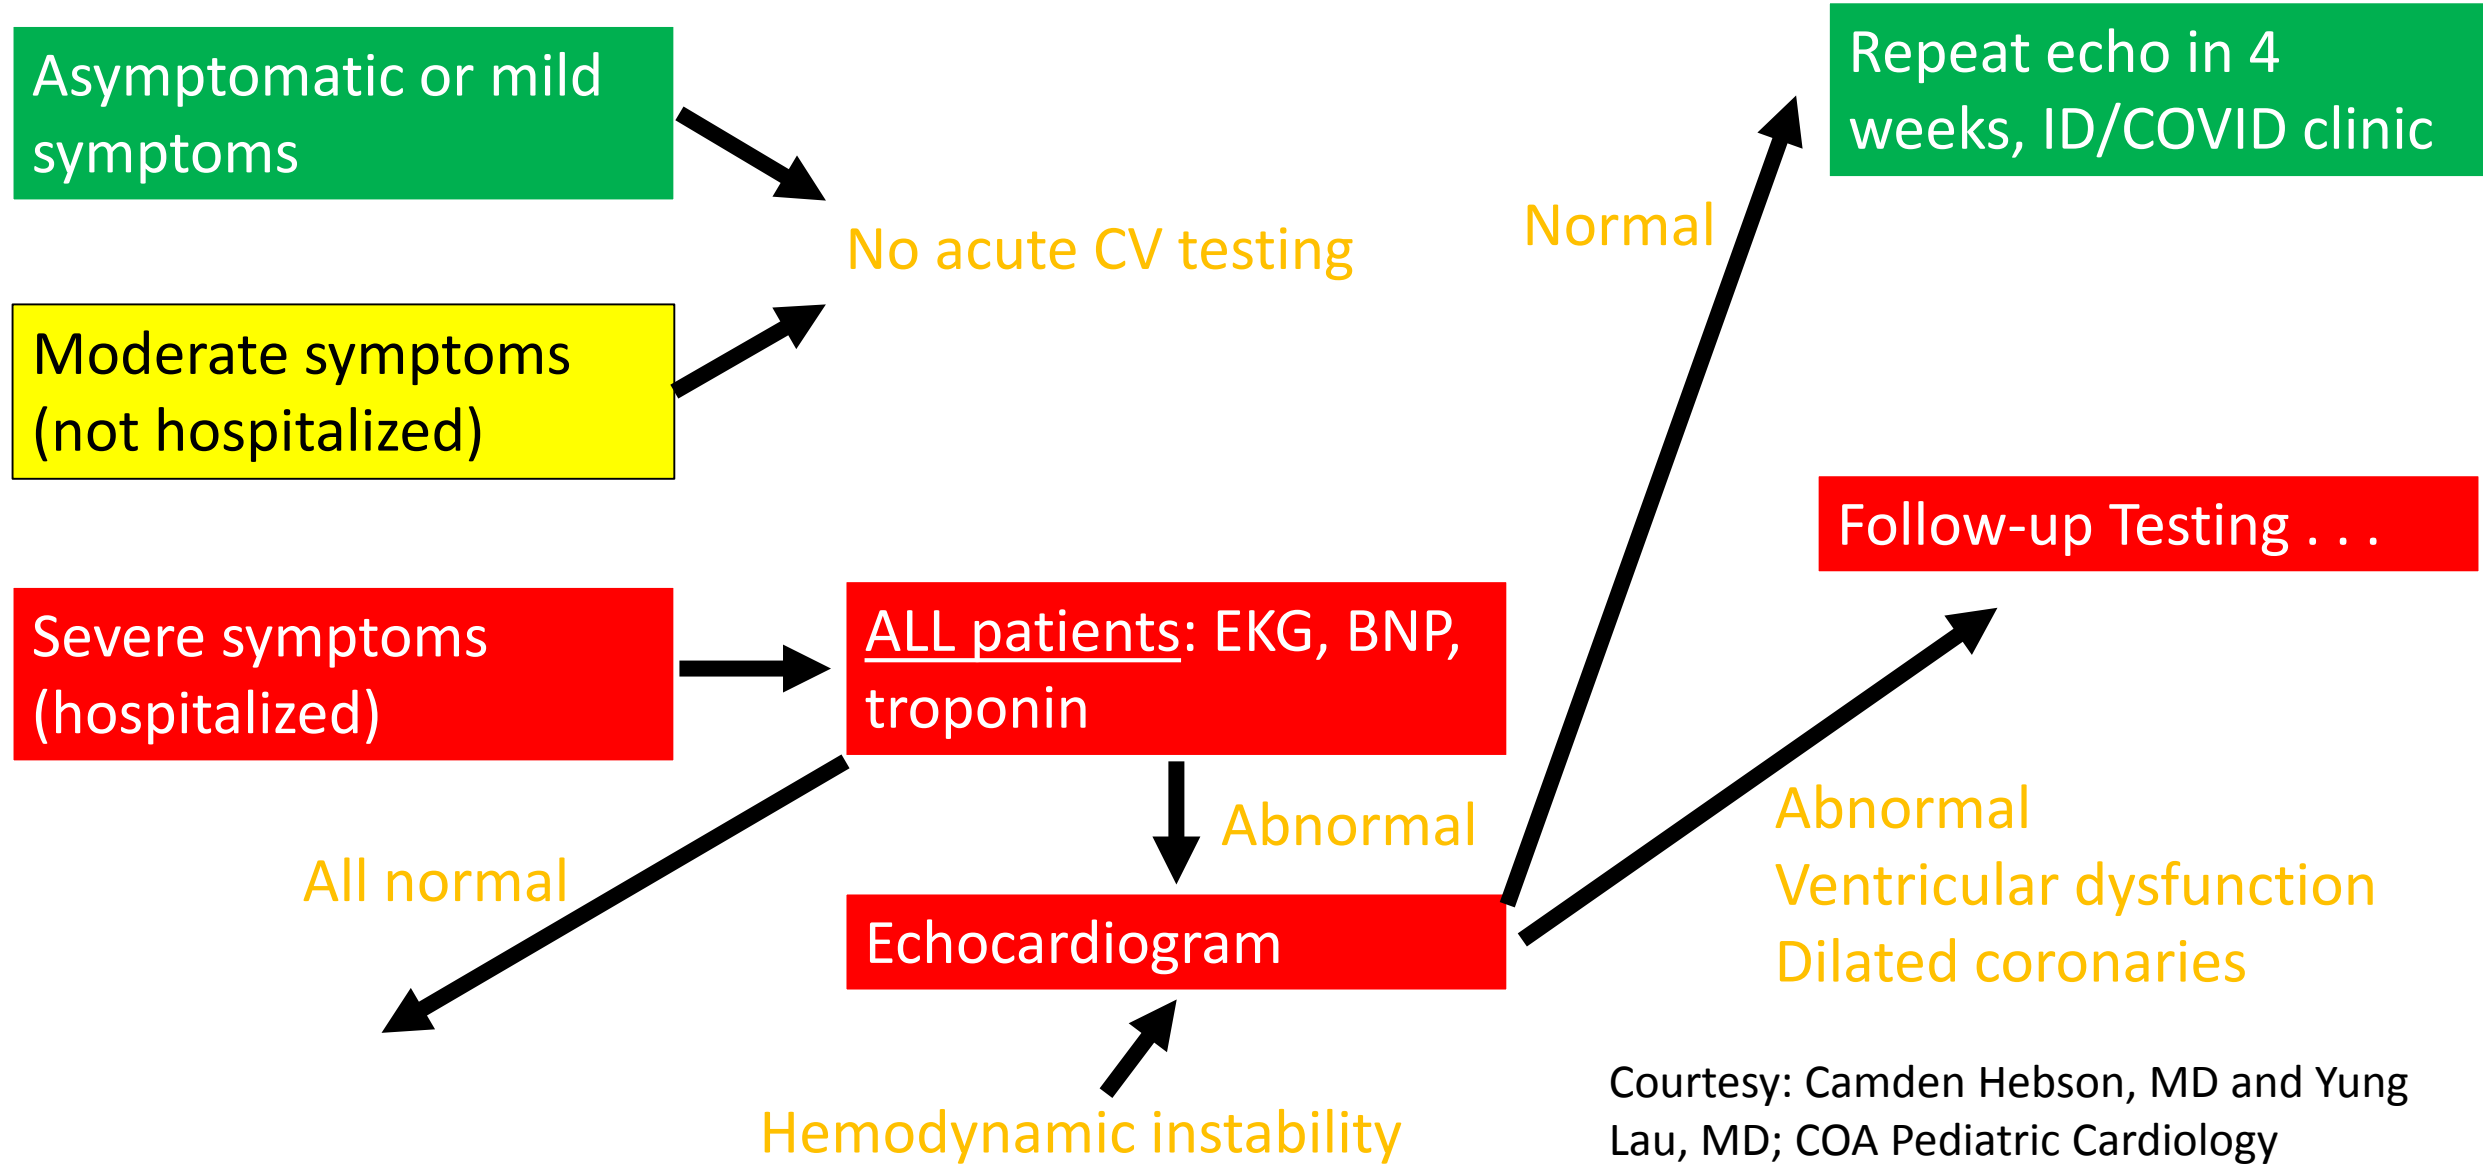 Asymptomatic or mild
symptoms
No acute CV testing
Moderate symptoms
(not hospitalized)
Severe symptoms
(hospitalized)
ALL patients: EKG, BNP,
troponin
All normal
Abnormal
Echocardiogram
Hemodynamic instability
Normal
Repeat echo in 4
weeks, ID/COVID clinic
Follow-up Testing . . .
Abnormal
Ventricular dysfunction
Dilated coronaries
Courtesy: Camden Hebson, MD and Yung
Lau, MD; COA Pediatric Cardiology